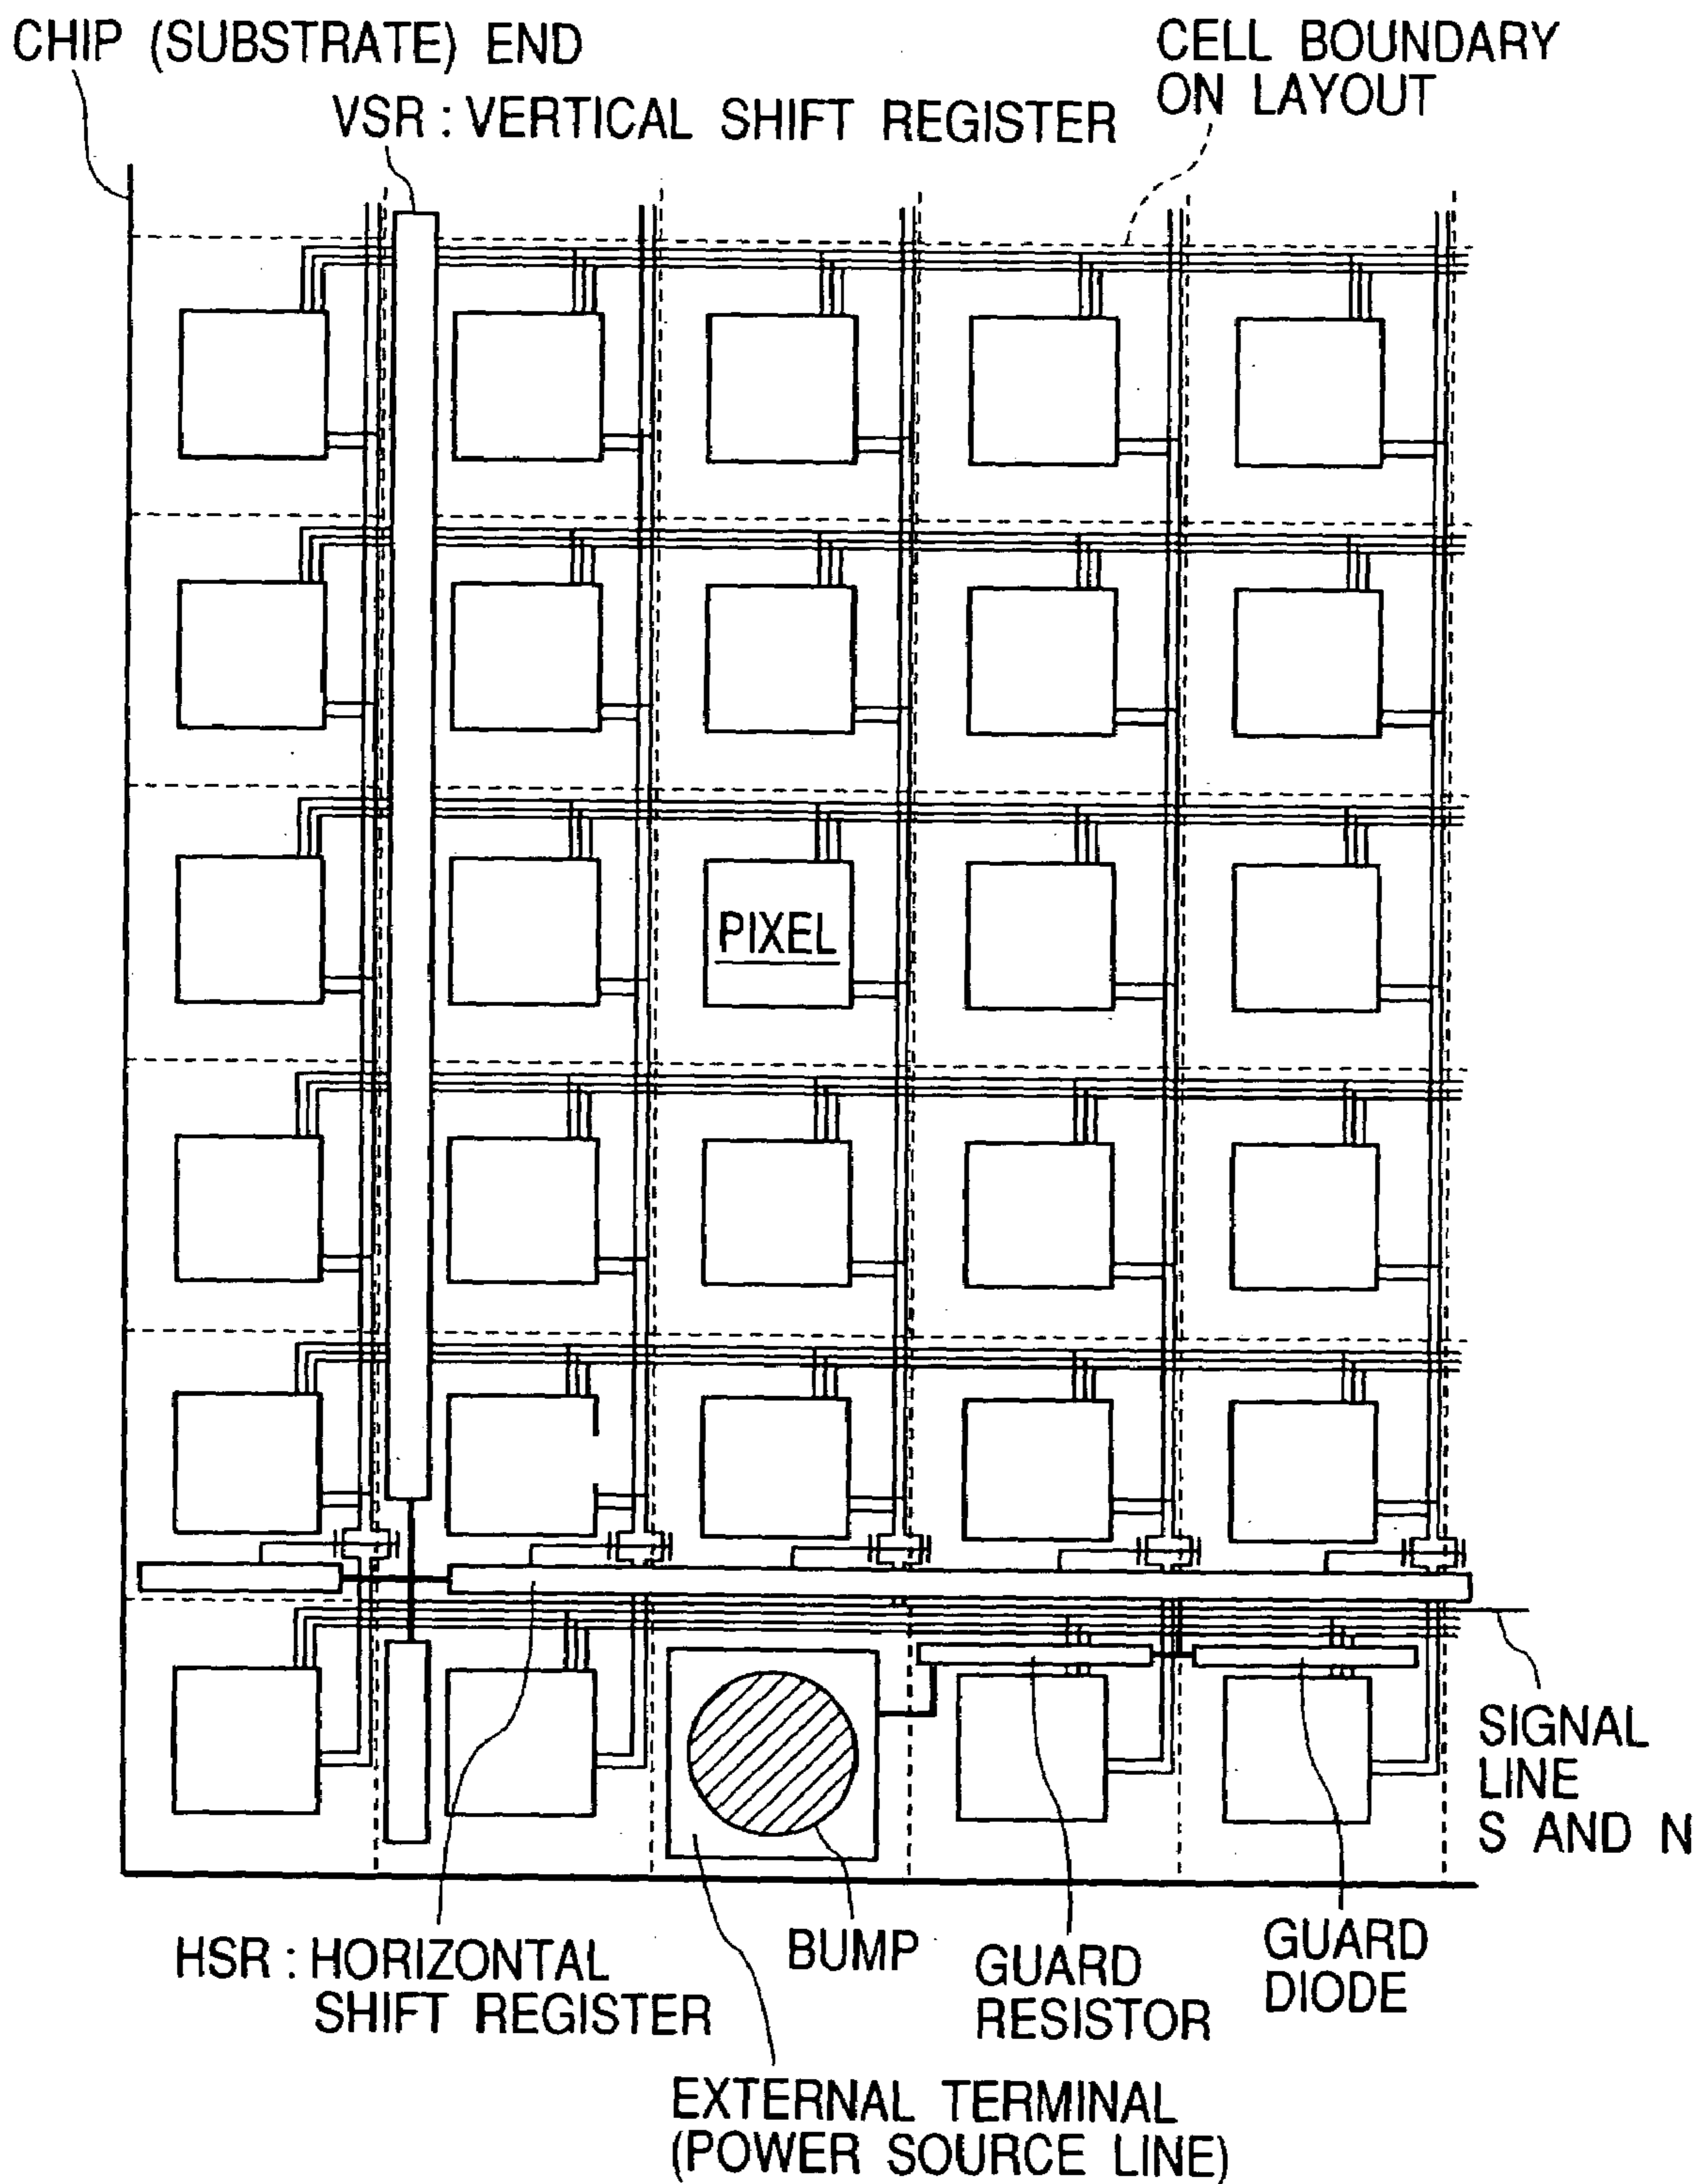 CHIP (SUBSTRATE) END
CELL BOUNDARY
ON LAYOUT
VSR : VERTICAL SHIFT REGISTER
PIXEL
SIGNAL
LINE
S AND N
HSR : HORIZONTAL
SHIFT REGISTER
BUMP
GUARD
RESISTOR
GUARD
DIODE
EXTERNAL TERMINAL
(POWER SOURCE LINE)